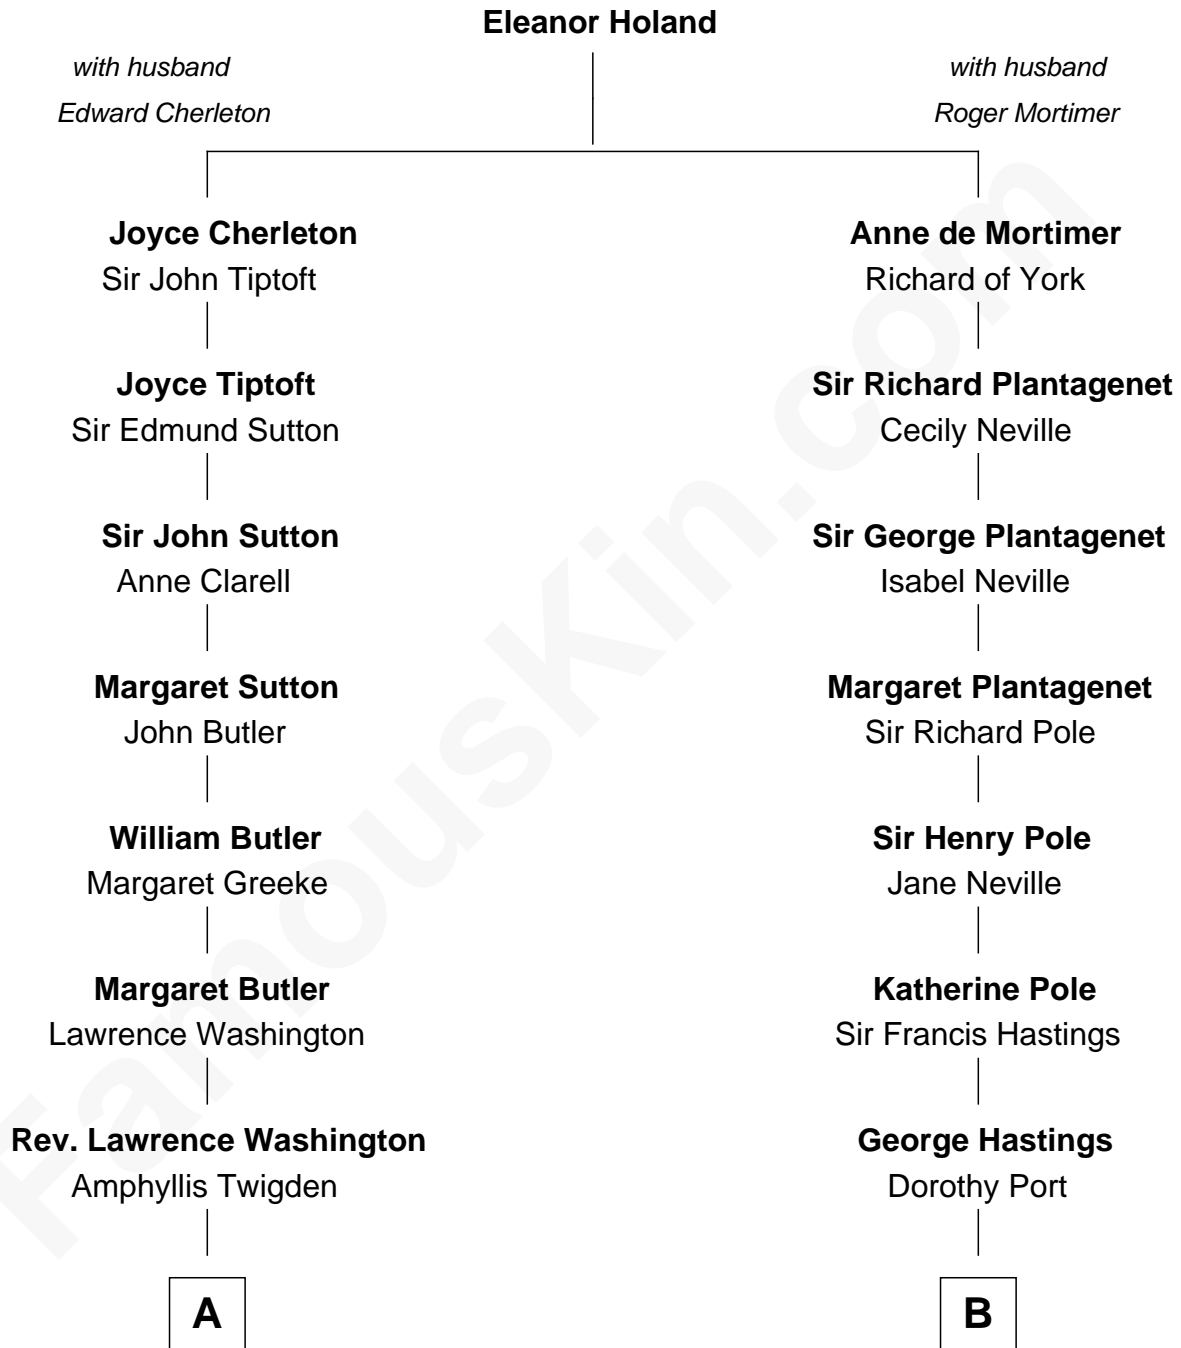 Eleanor Holand
with husband
Edward Cherleton
with husband
Roger Mortimer
Joyce Cherleton
Sir John Tiptoft
Anne de Mortimer
Richard of York
Joyce Tiptoft
Sir Edmund Sutton
Sir Richard Plantagenet
Cecily Neville
Sir John Sutton
Anne Clarell
Sir George Plantagenet
Isabel Neville
Margaret Sutton
John Butler
Margaret Plantagenet
Sir Richard Pole
William Butler
Margaret Greeke
Sir Henry Pole
Jane Neville
Margaret Butler
Lawrence Washington
Katherine Pole
Sir Francis Hastings
Rev. Lawrence Washington
Amphyllis Twigden
George Hastings
Dorothy Port
A
B
FamousKin.com